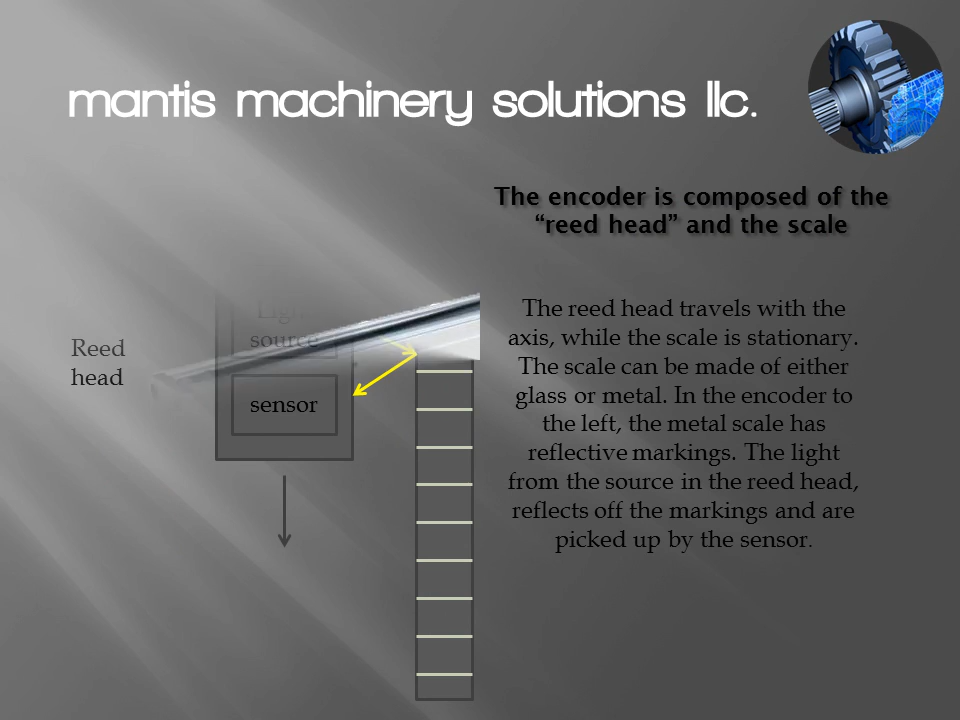 mantis machinery solutions llc.
The encoder is composed of the
“reed head” and the scale
source
Reed
head
sensor
The reed head travels with the
axis, while the scale is stationary.
The scale can be made of either
glass or metal. In the encoder to
the left, the metal scale has
reflective markings. The light
from the source in the reed head,
reflects off the markings and are
picked up by the sensor.